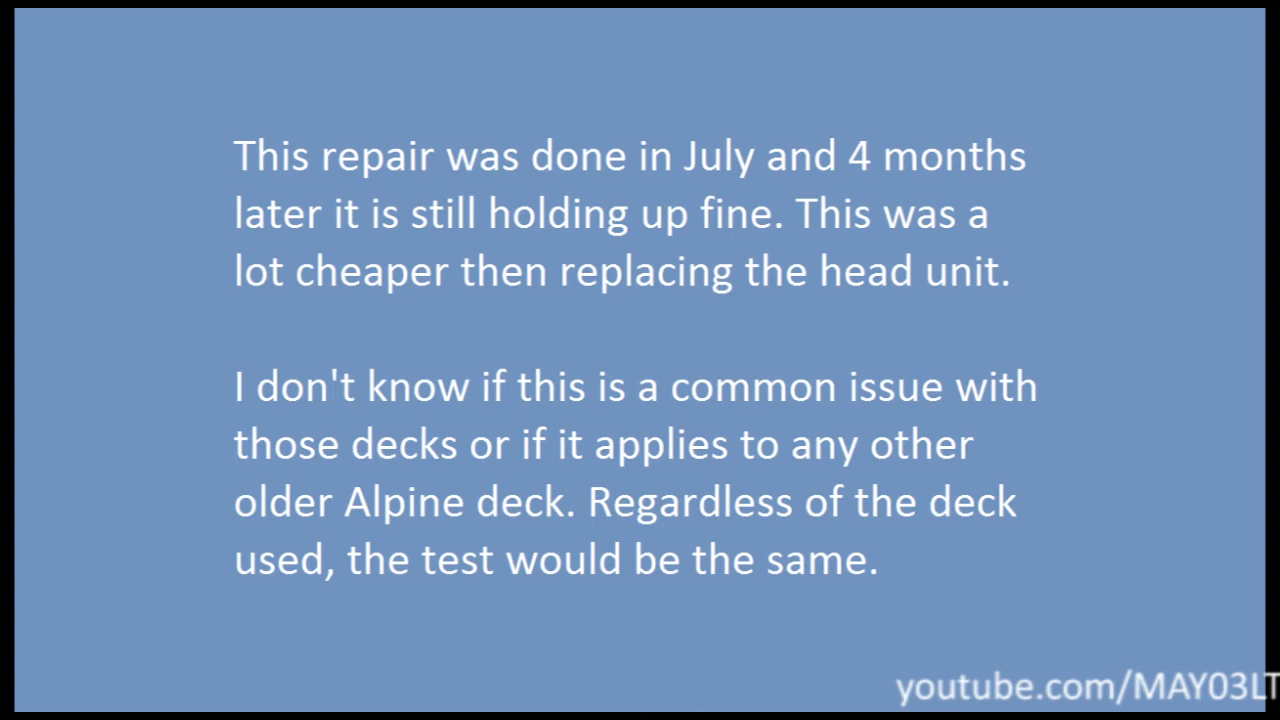 This repair was done in July and 4 months
later it is still holding up fine. This was a
lot cheaper then replacing the head unit.
I don't know if this is a common issue with
those decks or if it applies to any other
older Alpine deck. Regardless of the deck
used, the test would be the same.
youtube.com/MAY03LT